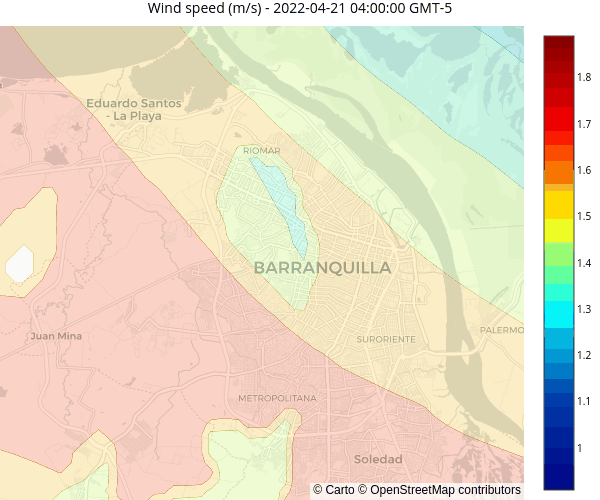 Wind speed (m/s) - 2022-04-21 04:00:00 GMT-5
Eduardo Santos
- La Playa
RIOMAR
BARRANQUILLA
Juan Mina
SURORIENTE
PALERMO
METROPOLITANA
Soledad
© Carto © OpenStreetMap contributors
1.8
1.7
1.6
1.5
1.4
1.3
1.2
1.1
1